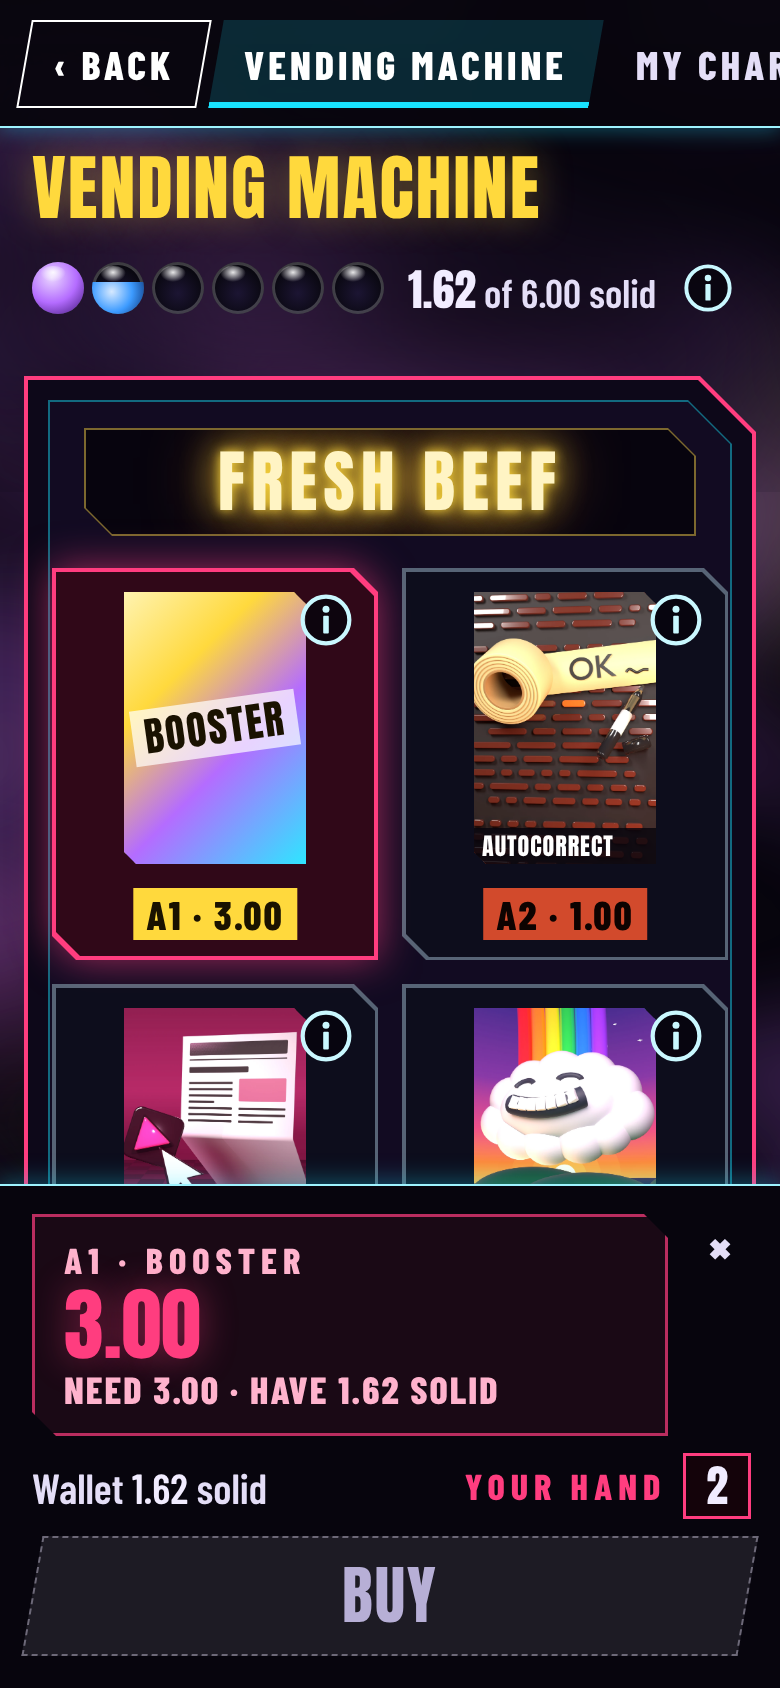 ‹ BACK
VENDING MACHINE
MY CHAR
VENDING MACHINE
1.62 of 6.00 solid
FRESH BEEF
BOOSTER
A1 · 3.00
OK ~
AUTOCORRECT
A2 · 1.00
A1 · BOOSTER
3.00
NEED 3.00 · HAVE 1.62 SOLID
Wallet 1.62 solid
YOUR HAND 2
BUY